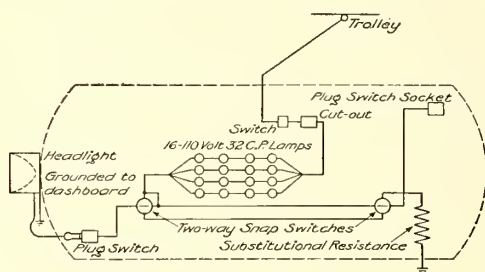 Trolley
Plug Switch Socket
Cut-out
Switch
16-110 Volt 32 C.P. Lamps
Headlight
Grounded to
dashboard
Two-way Snap Switches
Substitutional Resistance
Plug Switch